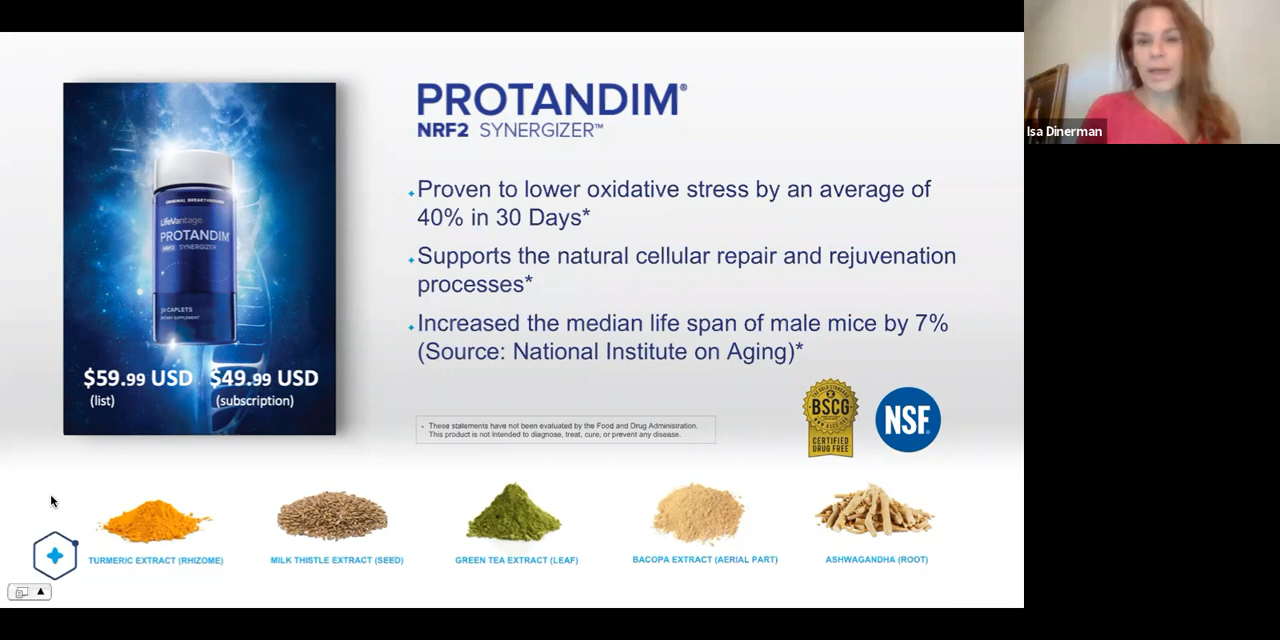 PROTANDIM®
NRF2 SYNERGIZER™
Proven to lower oxidative stress by an average of
40% in 30 Days*
Supports the natural cellular repair and rejuvenation
processes*
Increased the median life span of male mice by 7%
(Source: National Institute on Aging)*
ORIGINAL BREAKTHROUGH
LifeVantage
PROTANDIM
NRF2 SYNERGIZER
30 CAPLETS
DIETARY SUPPLEMENT
$59.99 USD
(list)
$49.99 USD
(subscription)
These statements have not been evaluated by the Food and Drug Administration.
This product is not intended to diagnose, treat, cure, or prevent any disease.
BSCG
CERTIFIED
DRUG FREE
NSF
TURMERIC EXTRACT (RHIZOME)
MILK THISTLE EXTRACT (SEED)
GREEN TEA EXTRACT (LEAF)
BACOPA EXTRACT (AERIAL PART)
ASHWAGANDHA (ROOT)
Isa Dinerman